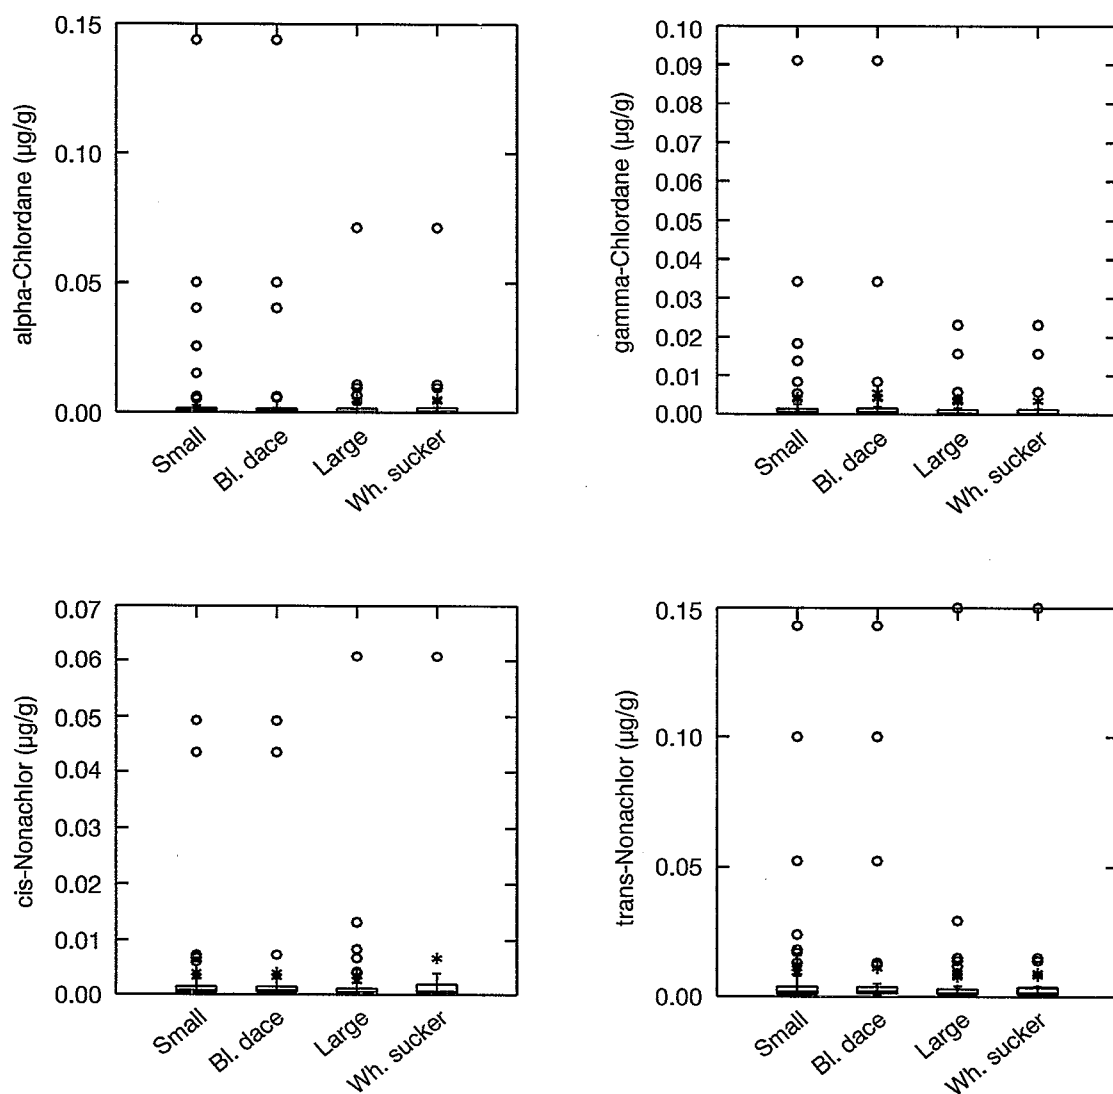 alpha-Chlordane (µg/g)
0.15
0.10
0.05
0.00
Small
Bl. dace
Large
Wh. sucker
gamma-Chlordane (µg/g)
0.10
0.09
0.08
0.07
0.06
0.05
0.04
0.03
0.02
0.01
0.00
Small
Bl. dace
Large
Wh. sucker
cis-Nonachlor (µg/g)
0.07
0.06
0.05
0.04
0.03
0.02
0.01
0.00
Small
Bl. dace
Large
Wh. sucker
trans-Nonachlor (µg/g)
0.15
0.10
0.05
0.00
Small
Bl. dace
Large
Wh. sucker